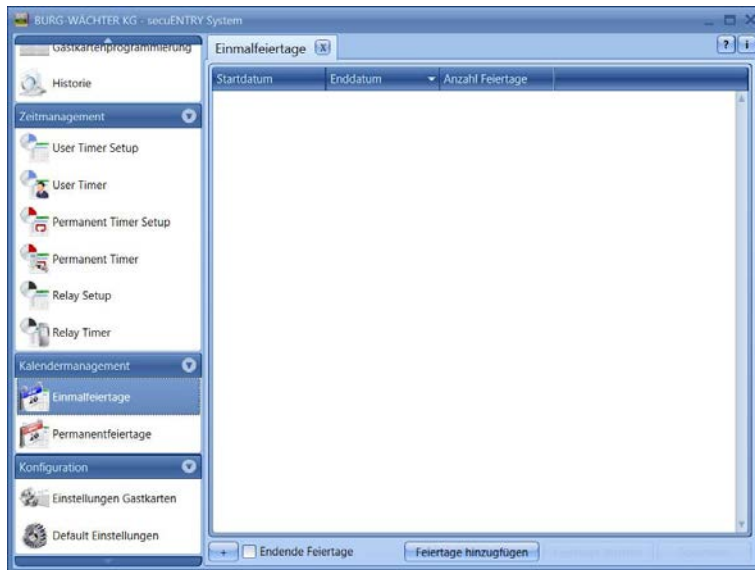 BURG-WÄCHTER KG - secuENTRY System
Gastkartenprogrammierung
Historie
Zeitmanagement
User Timer Setup
User Timer
Permanent Timer Setup
Permanent Timer
Relay Setup
Relay Timer
Kalendermanagement
Einmalfeiertage
Permanentfeiertage
Konfiguration
Einstellungen Gastkarten
Default Einstellungen
Einmalfeiertage X
? i
Startdatum Enddatum Anzahl Feiertage
+ Endende Feiertage Feiertage hinzugfügen